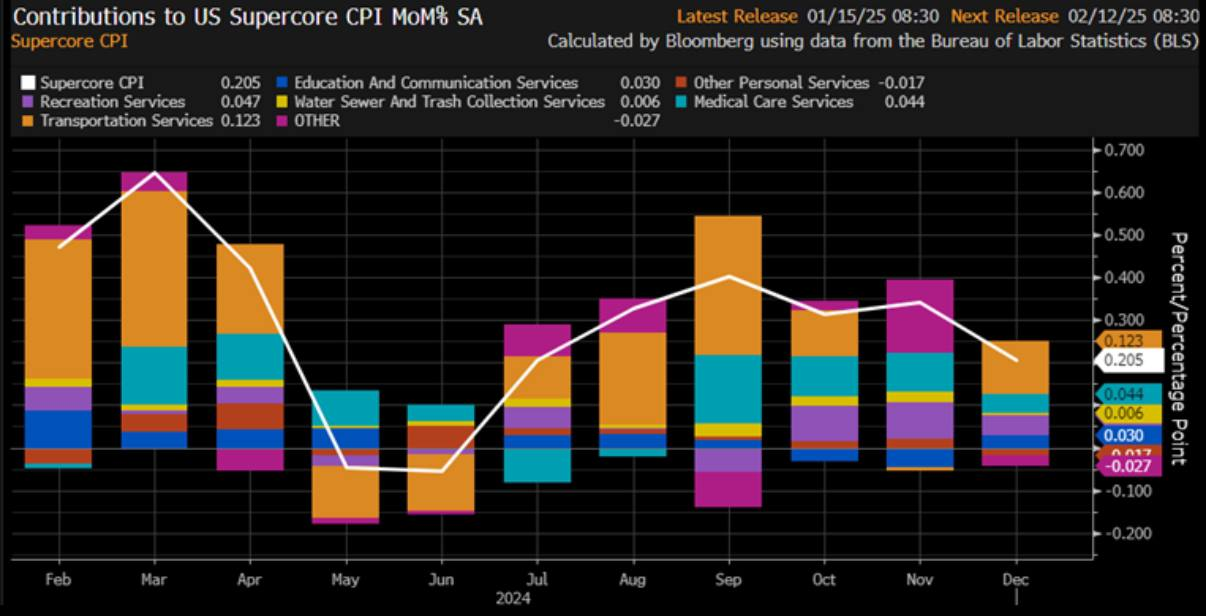 Contributions to US Supercore CPI MoM% SA
Latest Release 01/15/25 08:30 Next Release 02/12/25 08:30
Supercore CPI
Calculated by Bloomberg using data from the Bureau of Labor Statistics (BLS)
Supercore CPI 0.205 Education And Communication Services 0.030 Other Personal Services -0.017
Recreation Services 0.047 Water Sewer And Trash Collection Services 0.006 Medical Care Services 0.044
Transportation Services 0.123 OTHER -0.027
0.700
0.600
0.500
0.400
0.300
0.123
0.205
0.044
0.006
0.030
-0.027
-0.100
-0.200
Percent/Percentage Point
Feb Mar Apr May Jun Jul Aug Sep Oct Nov Dec
2024